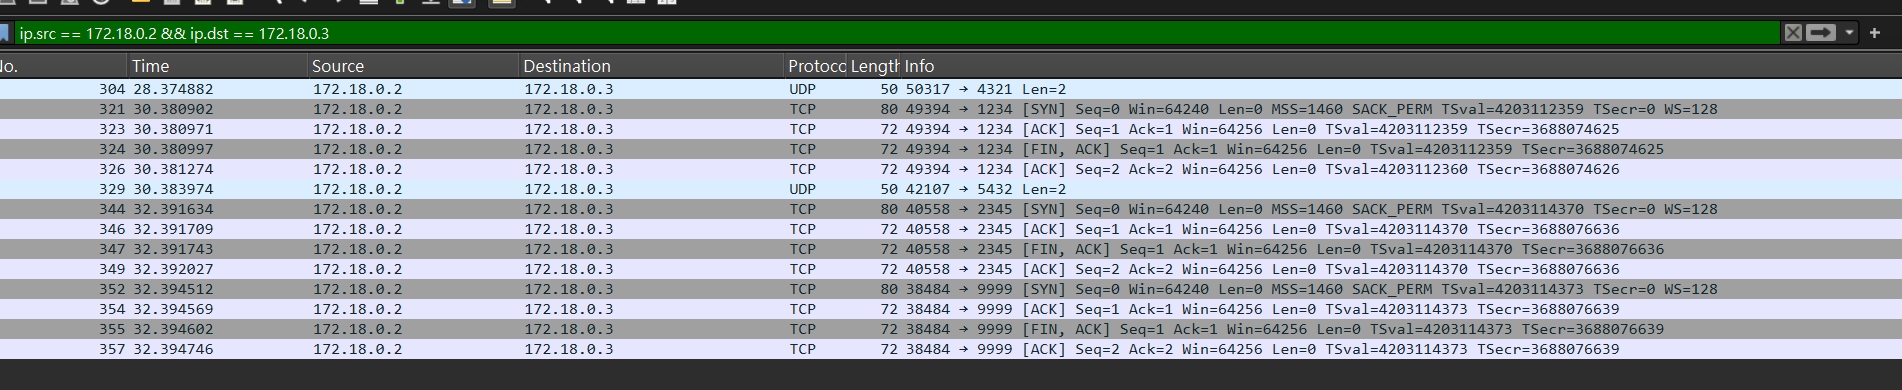 ip.src == 172.18.0.2 && ip.dst == 172.18.0.3
No. Time Source Destination Protoco Length Info
304 28.374882 172.18.0.2 172.18.0.3 UDP 50 50317 → 4321 Len=2
321 30.380902 172.18.0.2 172.18.0.3 TCP 80 49394 → 1234 [SYN] Seq=0 Win=64240 Len=0 MSS=1460 SACK_PERM TSval=4203112359 TSecr=0 WS=128
323 30.380971 172.18.0.2 172.18.0.3 TCP 72 49394 → 1234 [ACK] Seq=1 Ack=1 Win=64256 Len=0 TSval=4203112359 TSecr=3688074625
324 30.380997 172.18.0.2 172.18.0.3 TCP 72 49394 → 1234 [FIN, ACK] Seq=1 Ack=1 Win=64256 Len=0 TSval=4203112359 TSecr=3688074625
326 30.381274 172.18.0.2 172.18.0.3 TCP 72 49394 → 1234 [ACK] Seq=2 Ack=2 Win=64256 Len=0 TSval=4203112360 TSecr=3688074626
329 30.383974 172.18.0.2 172.18.0.3 UDP 50 42107 → 5432 Len=2
344 32.391634 172.18.0.2 172.18.0.3 TCP 80 40558 → 2345 [SYN] Seq=0 Win=64240 Len=0 MSS=1460 SACK_PERM TSval=4203114370 TSecr=0 WS=128
346 32.391709 172.18.0.2 172.18.0.3 TCP 72 40558 → 2345 [ACK] Seq=1 Ack=1 Win=64256 Len=0 TSval=4203114370 TSecr=3688076636
347 32.391743 172.18.0.2 172.18.0.3 TCP 72 40558 → 2345 [FIN, ACK] Seq=1 Ack=1 Win=64256 Len=0 TSval=4203114370 TSecr=3688076636
349 32.392027 172.18.0.2 172.18.0.3 TCP 72 40558 → 2345 [ACK] Seq=2 Ack=2 Win=64256 Len=0 TSval=4203114370 TSecr=3688076636
352 32.394512 172.18.0.2 172.18.0.3 TCP 80 38484 → 9999 [SYN] Seq=0 Win=64240 Len=0 MSS=1460 SACK_PERM TSval=4203114373 TSecr=0 WS=128
354 32.394569 172.18.0.2 172.18.0.3 TCP 72 38484 → 9999 [ACK] Seq=1 Ack=1 Win=64256 Len=0 TSval=4203114373 TSecr=3688076639
355 32.394602 172.18.0.2 172.18.0.3 TCP 72 38484 → 9999 [FIN, ACK] Seq=1 Ack=1 Win=64256 Len=0 TSval=4203114373 TSecr=3688076639
357 32.394746 172.18.0.2 172.18.0.3 TCP 72 38484 → 9999 [ACK] Seq=2 Ack=2 Win=64256 Len=0 TSval=4203114373 TSecr=3688076639